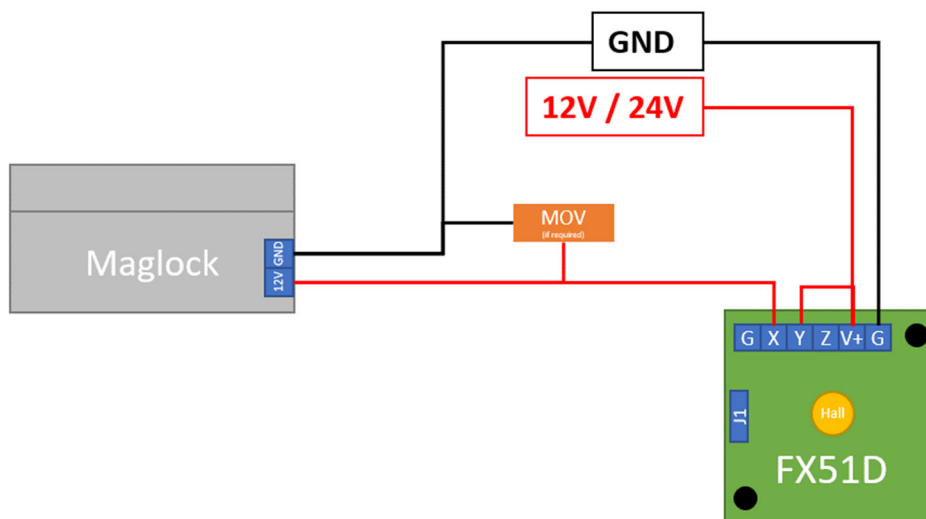 GND
12V / 24V
MOV
(if required)
Maglock
GND
12V
G X Y Z V+ G
J1
Hall
FX51D